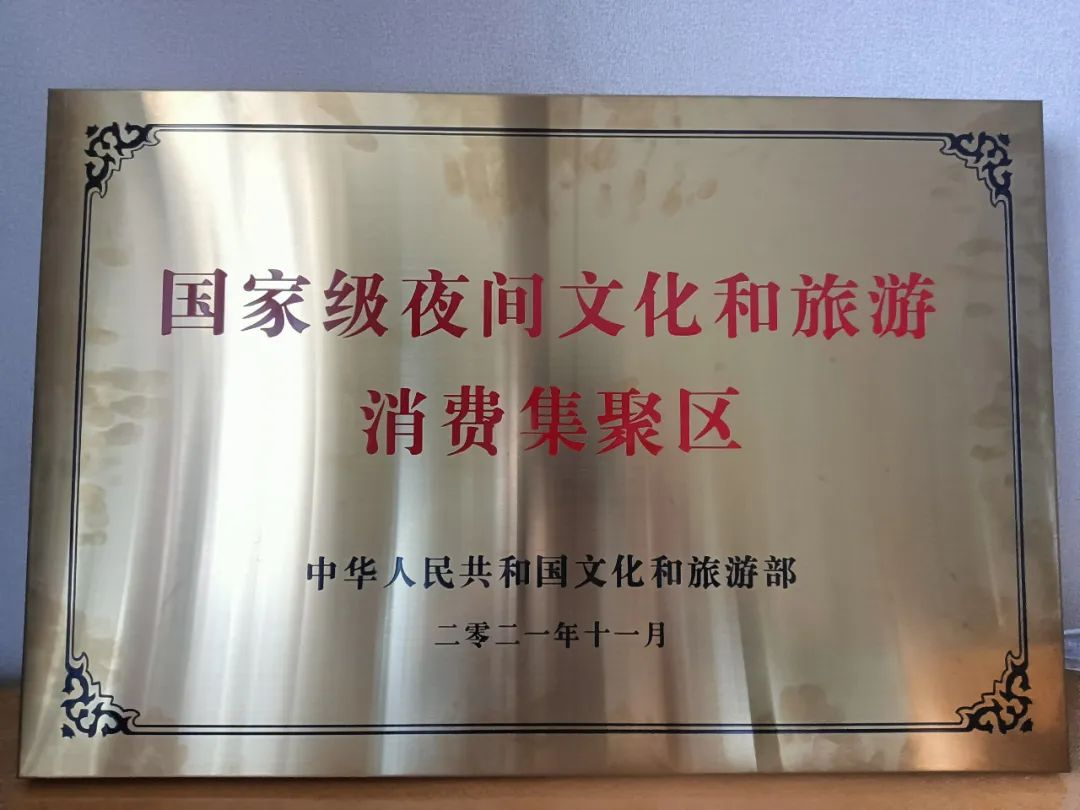 国家级夜间文化和旅游
消费集聚区
中华人民共和国文化和旅游部
二零二一年十一月